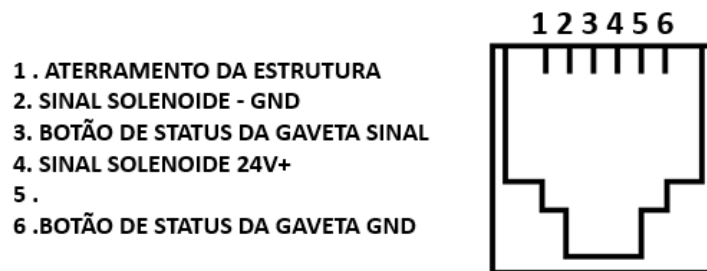 1 2 3 4 5 6
1 . ATERRAMENTO DA ESTRUTURA
2. SINAL SOLENOIDE - GND
3. BOTÃO DE STATUS DA GAVETA SINAL
4. SINAL SOLENOIDE 24V+
5 .
6 .BOTÃO DE STATUS DA GAVETA GND